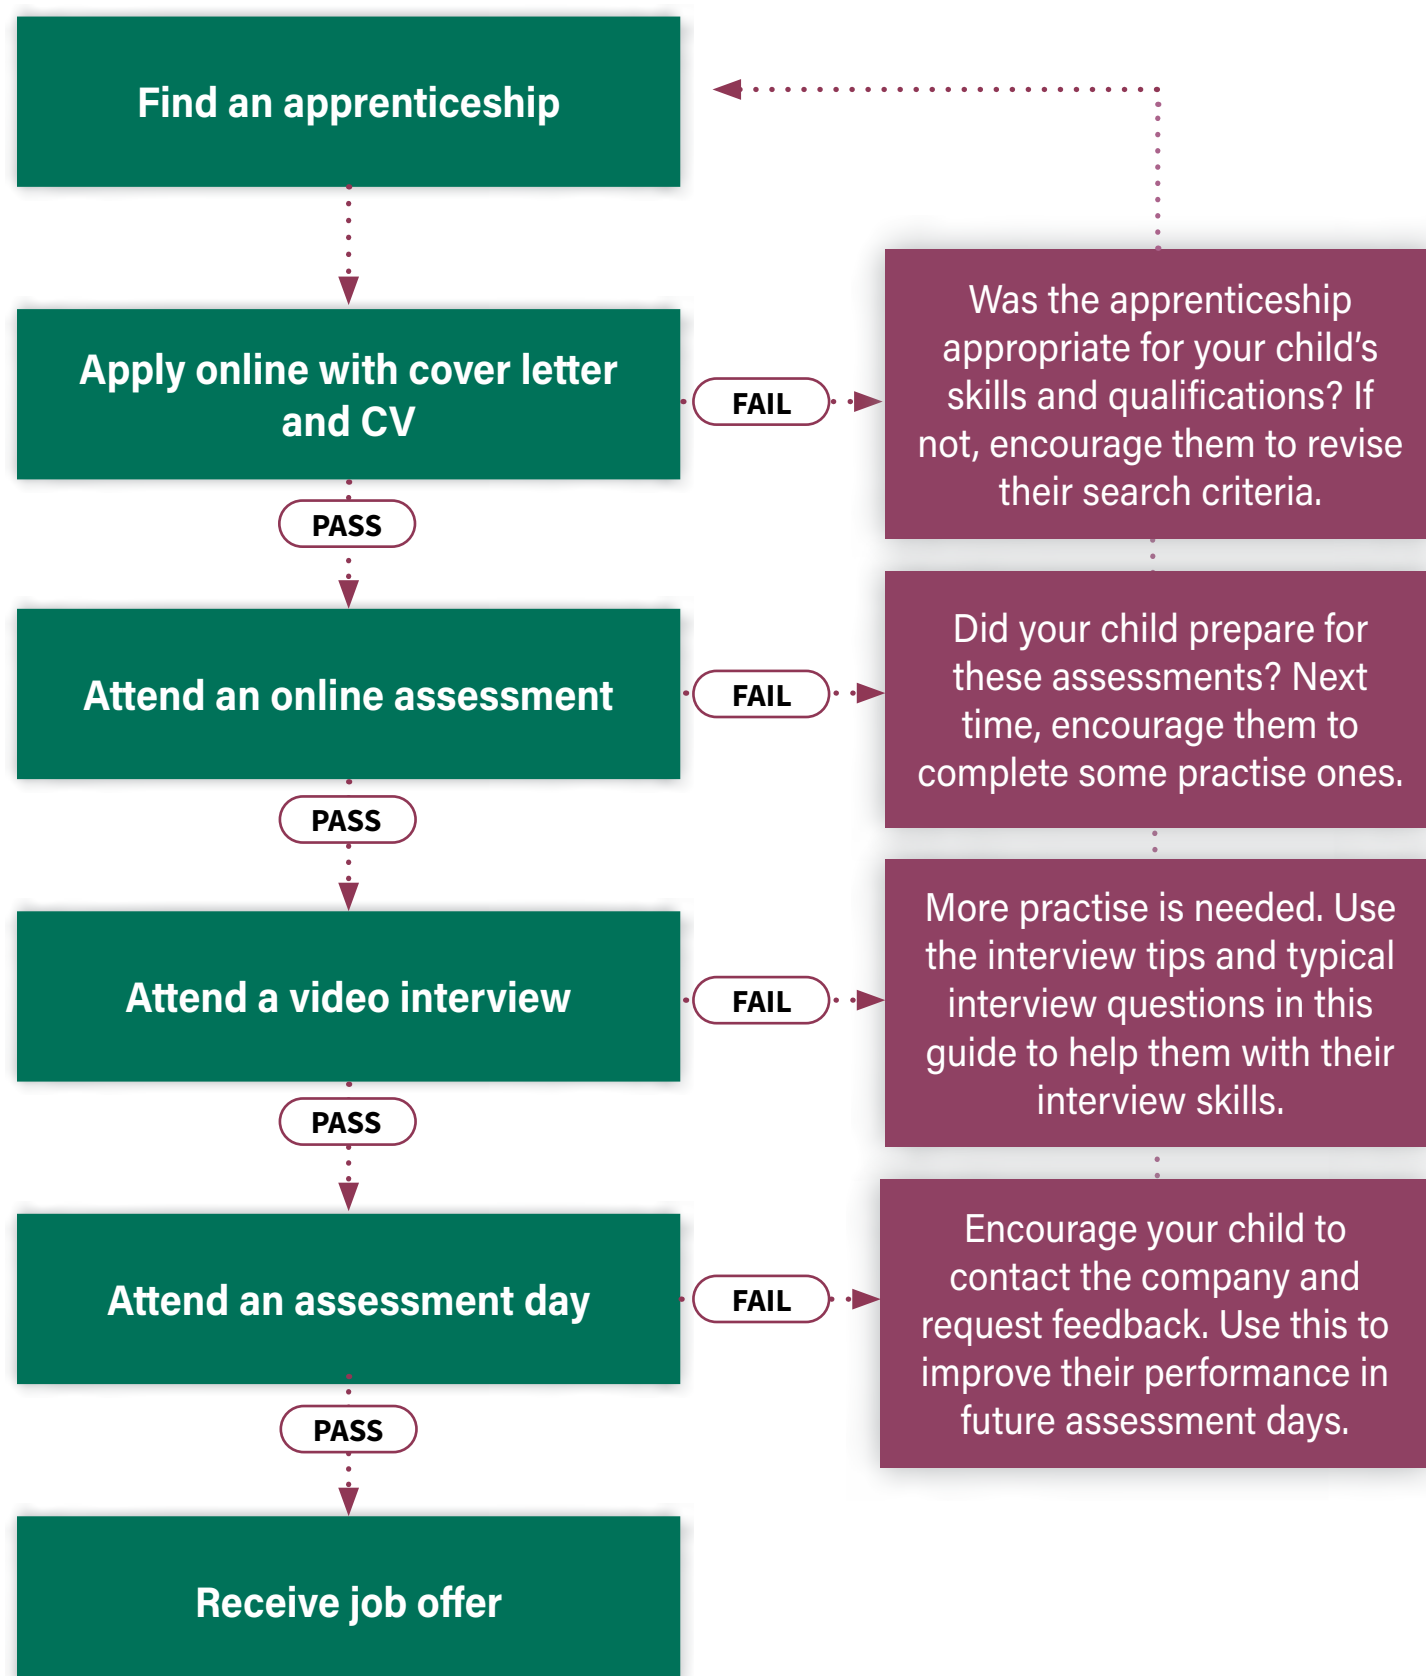 Find an apprenticeship
Apply online with cover letter
and CV
FAIL
Was the apprenticeship
appropriate for your child’s
skills and qualifications? If
not, encourage them to revise
their search criteria.
PASS
Attend an online assessment
FAIL
Did your child prepare for
these assessments? Next
time, encourage them to
complete some practise ones.
PASS
Attend a video interview
FAIL
More practise is needed. Use
the interview tips and typical
interview questions in this
guide to help them with their
interview skills.
PASS
Attend an assessment day
FAIL
Encourage your child to
contact the company and
request feedback. Use this to
improve their performance in
future assessment days.
PASS
Receive job offer